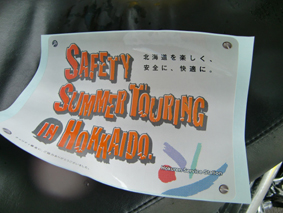 SAFETY
SUMMER TOURING
IN HOKKAIDO.
北海道を楽しく、
安全に、快適に。